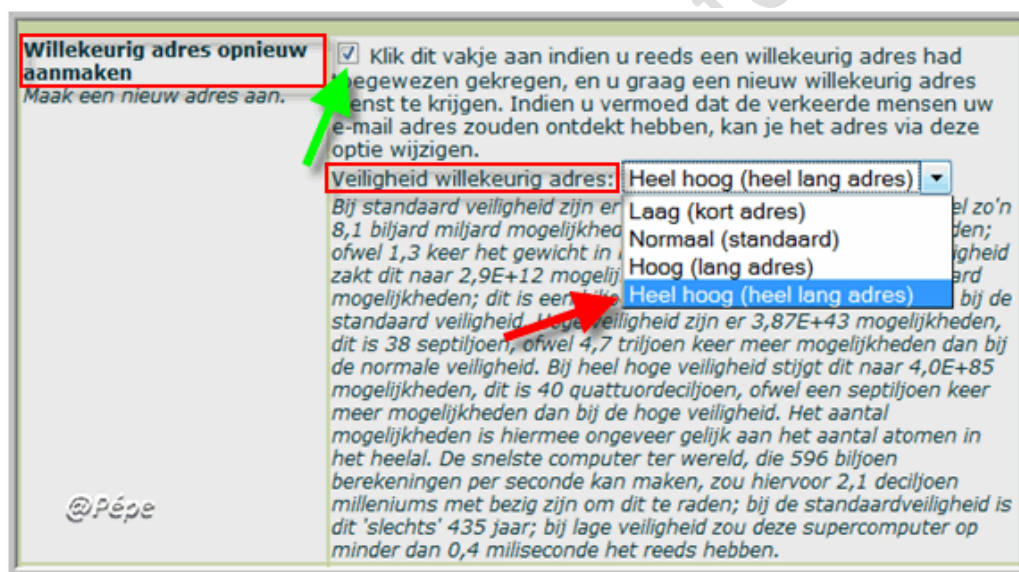 Willekeurig adres opnieuw
aanmaken
Maak een nieuw adres aan.
Klik dit vakje aan indien u reeds een willekeurig adres had
toegewezen gekregen, en u graag een nieuw willekeurig adres
wenst te krijgen. Indien u vermoed dat de verkeerde mensen uw
e-mail adres zouden ontdekt hebben, kan je het adres via deze
optie wijzigen.
Veiligheid willekeurig adres: Heel hoog (heel lang adres)
Laag (kort adres)
Normaal (standaard)
Hoog (lang adres)
Heel hoog (heel lang adres)
Bij standaard veiligheid zijn er zo'n
8,1 biljard miljard
ofwel 1,3 keer het gewicht in
zakt dit naar 2,9E+12
mogelijkheden; dit is een bij de
standaard veiligheid. veiligheid zijn er 3,87E+43 mogelijkheden,
dit is 38 septiljoen, ofwel 4,7 triljoen keer meer mogelijkheden dan bij
de normale veiligheid. Bij heel hoge veiligheid stijgt dit naar 4,0E+85
mogelijkheden, dit is 40 quattuordeciljoen, ofwel een septiljoen keer
meer mogelijkheden dan bij de hoge veiligheid. Het aantal
mogelijkheden is hiermee ongeveer gelijk aan het aantal atomen in
het heelal. De snelste computer ter wereld, die 596 biljoen
berekeningen per seconde kan maken, zou hiervoor 2,1 deciljoen
milleniums met bezig zijn om dit te raden; bij de standaardveiligheid is
dit 'slechts' 435 jaar; bij lage veiligheid zou deze supercomputer op
minder dan 0,4 miliseconde het reeds hebben.
@Pépe